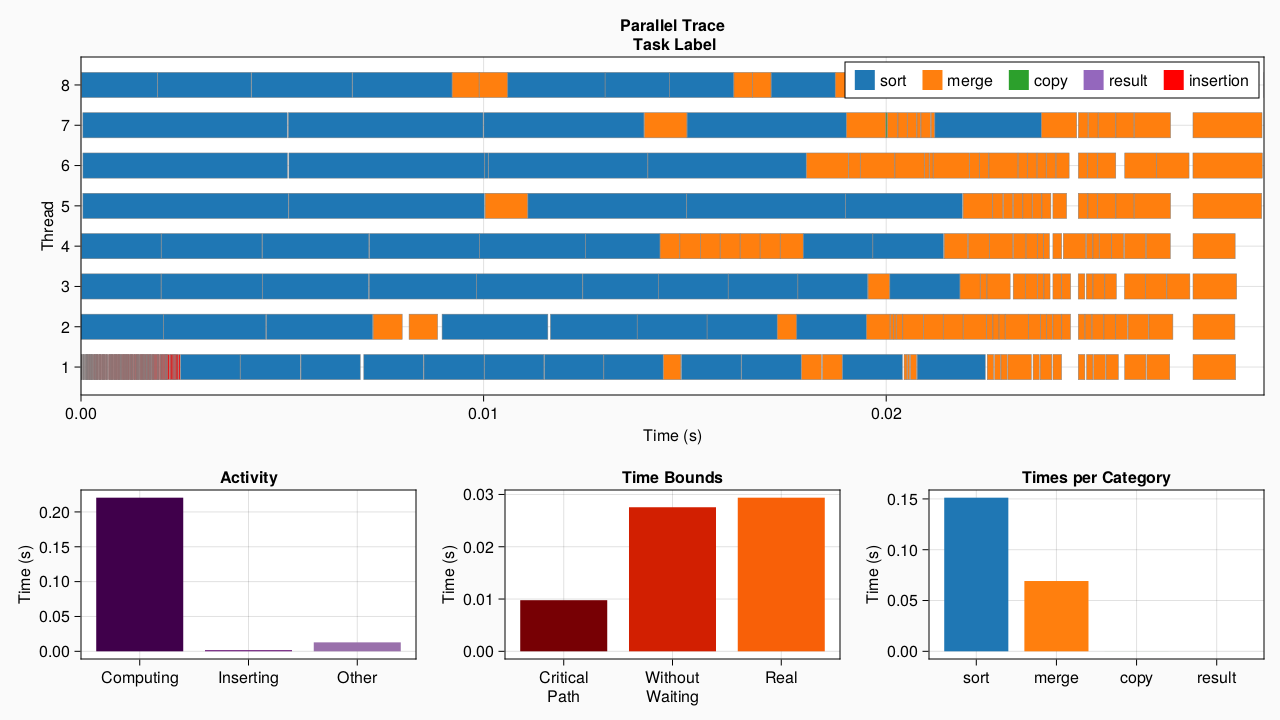 Parallel Trace
Task Label
sort merge copy result insertion
Thread
8
7
6
5
4
3
2
1
0.00 0.01 0.02
Time (s)
Activity
Time (s)
0.20
0.15
0.10
0.05
0.00
Computing Inserting Other
Time Bounds
Time (s)
0.03
0.02
0.01
0.00
Critical Path
Without Waiting
Real
Times per Category
Time (s)
0.15
0.10
0.05
0.00
sort merge copy result